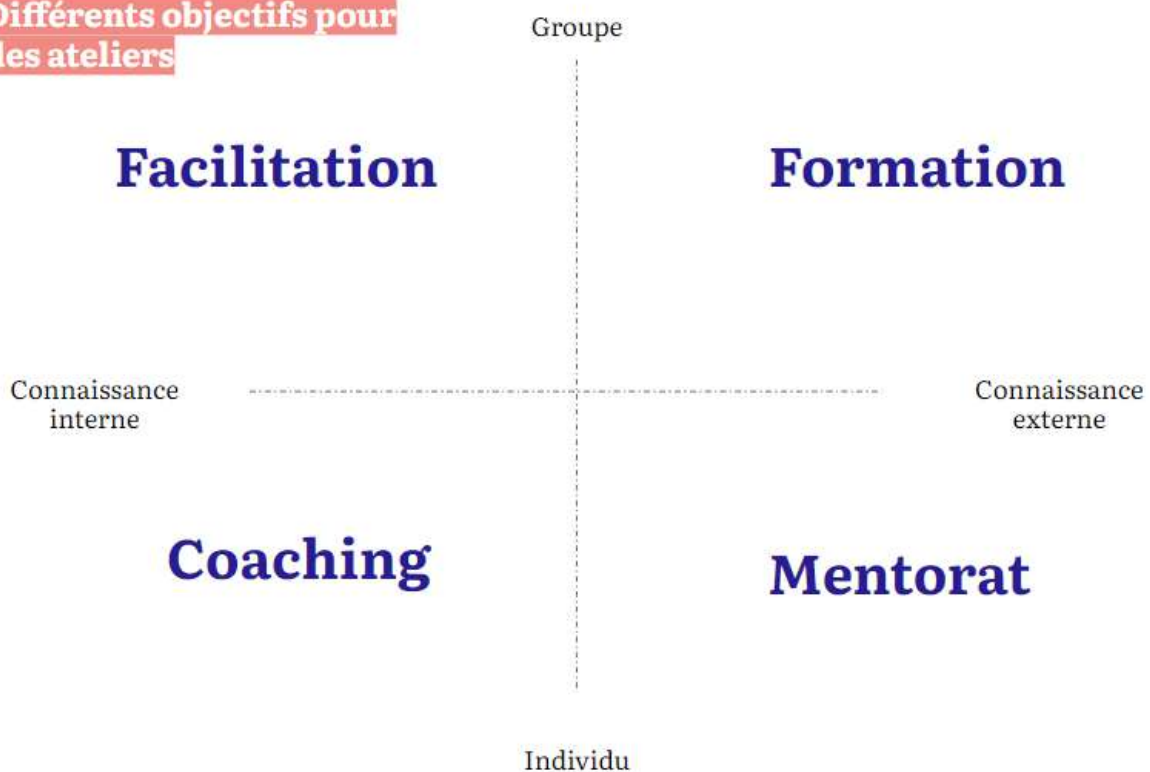 Différents objectifs pour
les ateliers
Groupe
Facilitation
Formation
Connaissance
interne
Connaissance
externe
Coaching
Mentorat
Individu